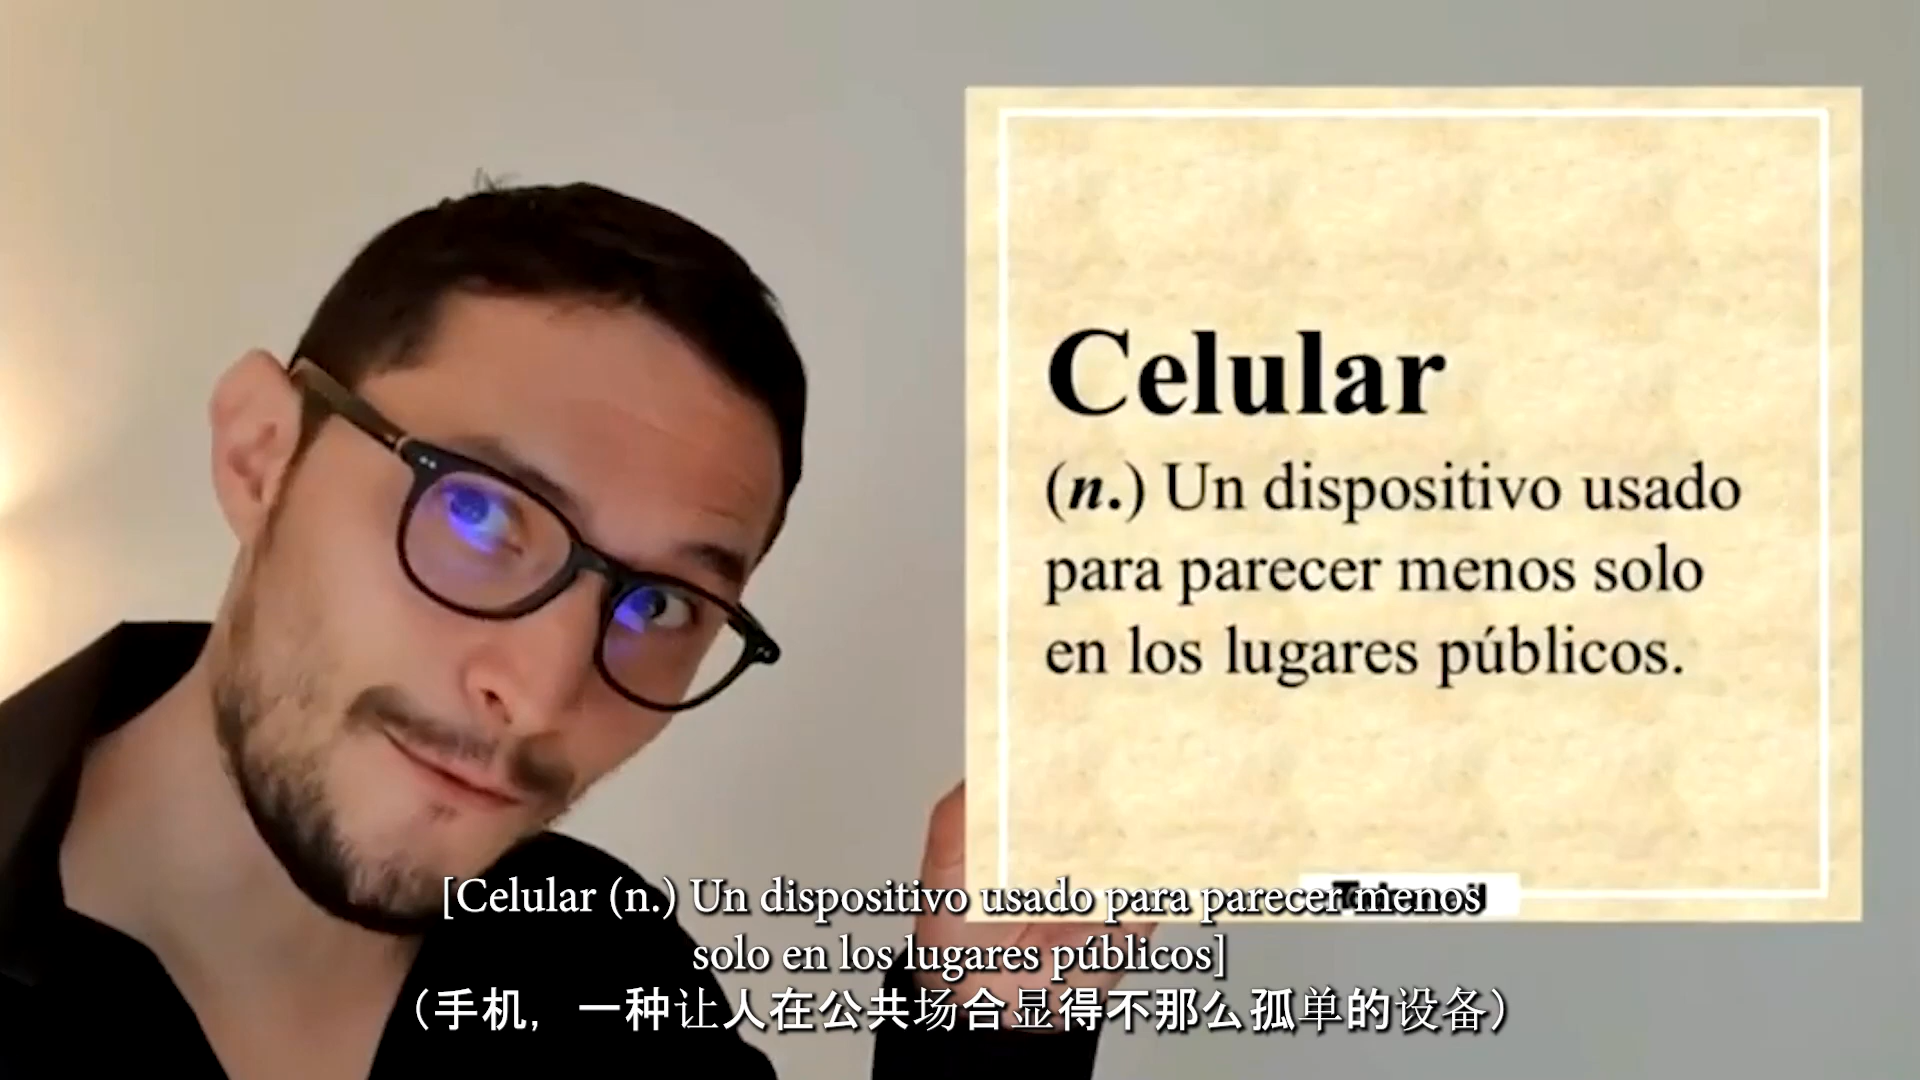 Celular
(n.) Un dispositivo usado
para parecer menos solo
en los lugares públicos.
[Celular (n.) Un dispositivo usado para parecer menos
solo en los lugares públicos]
（手机，一种让人在公共场合显得不那么孤单的设备）